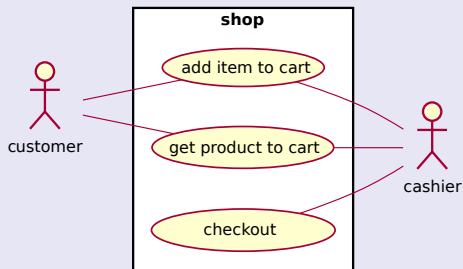 shop
add item to cart
customer
get product to cart
cashier
checkout